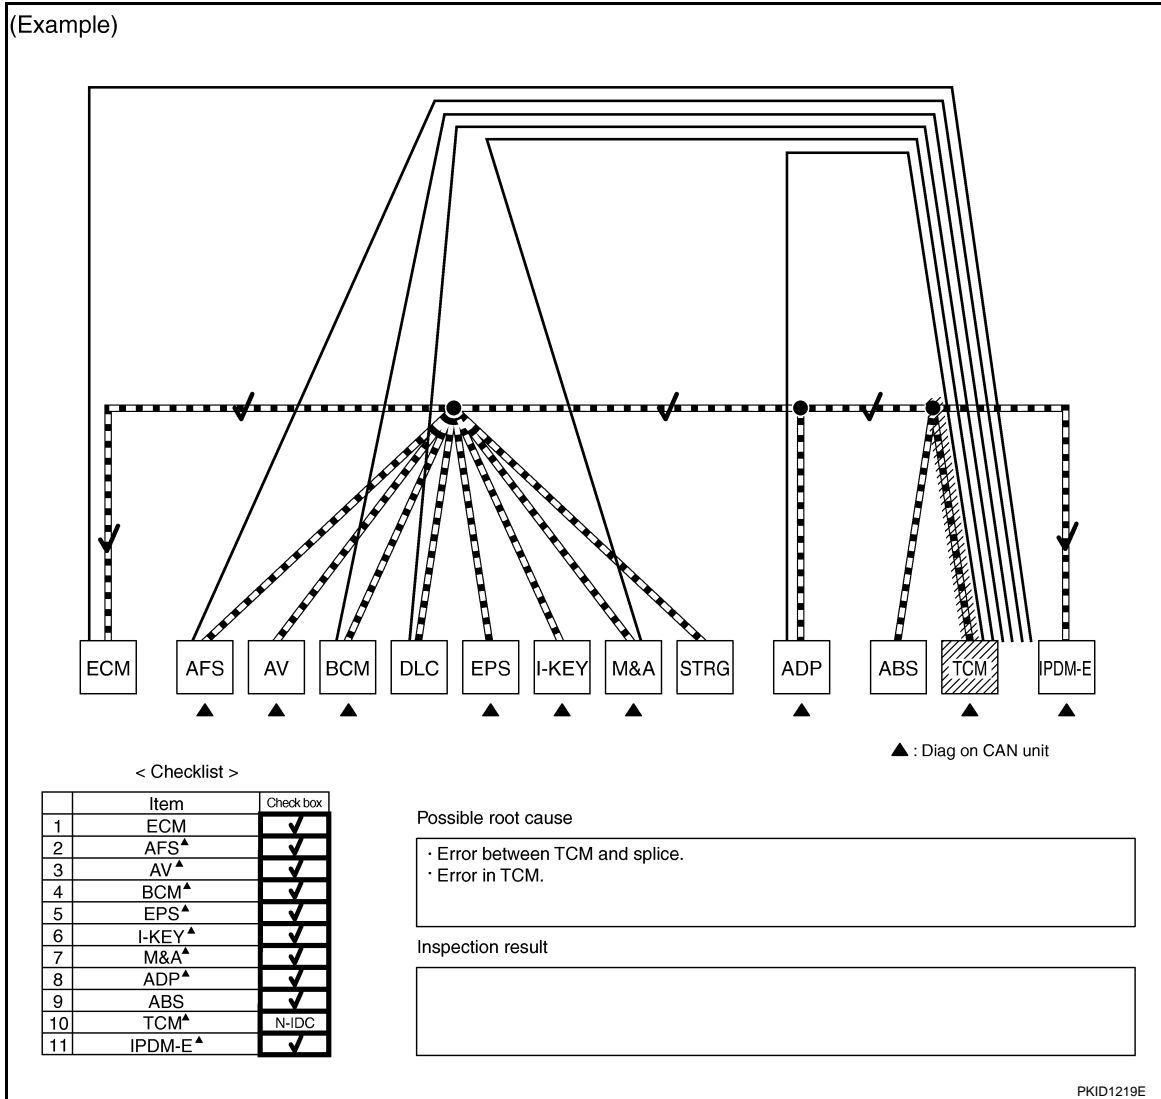 (Example)
ECM AFS AV BCM DLC EPS I-KEY M&A STRG ADP ABS TCM IPDM-E
▲ : Diag on CAN unit
< Checklist >
Item Check box
1 ECM ✓
2 AFS▲ ✓
3 AV▲ ✓
4 BCM▲ ✓
5 EPS▲ ✓
6 I-KEY▲ ✓
7 M&A▲ ✓
8 ADP▲ ✓
9 ABS ✓
10 TCM▲ N-IDC
11 IPDM-E▲ ✓
Possible root cause
· Error between TCM and splice.
· Error in TCM.
Inspection result
PKID1219E